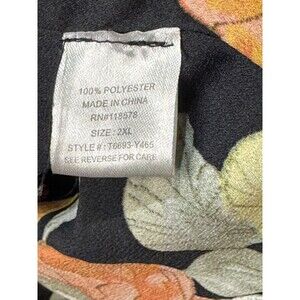 100% POLYESTER
MADE IN CHINA
RN#118578
SIZE : 2XL
STYLE # : T6693-Y465
SEE REVERSE FOR CARE